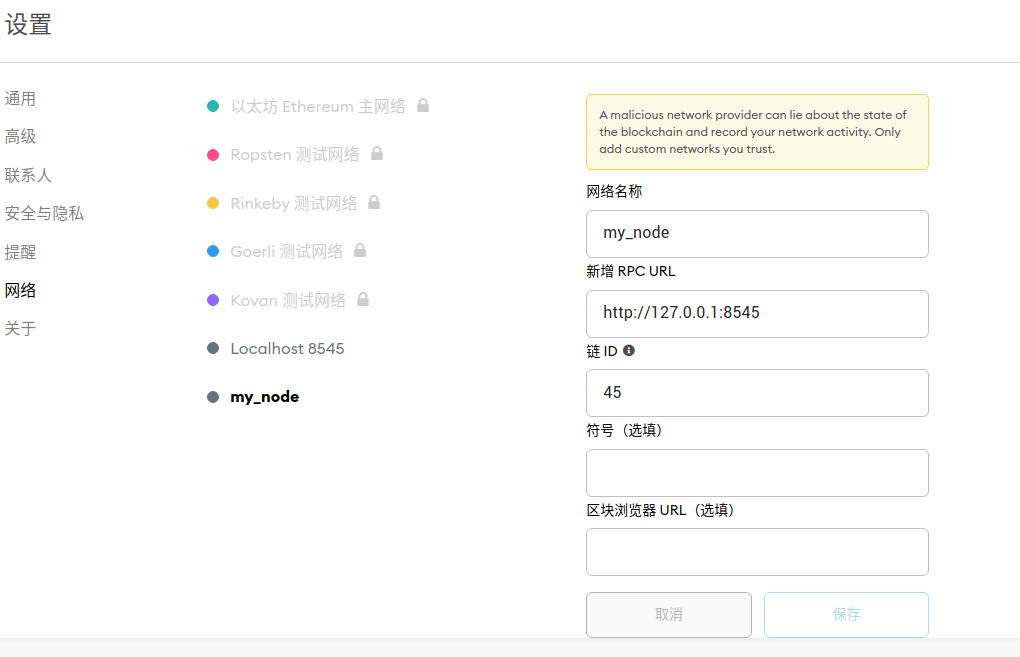 设置
通用
高级
联系人
安全与隐私
提醒
网络
关于
以太坊 Ethereum 主网络
Ropsten 测试网络
Rinkeby 测试网络
Goerli 测试网络
Kovan 测试网络
Localhost 8545
my_node
A malicious network provider can lie about the state of
the blockchain and record your network activity. Only
add custom networks you trust.
网络名称
my_node
新增 RPC URL
http://127.0.0.1:8545
链 ID
45
符号（选填）
区块浏览器 URL（选填）
取消
保存